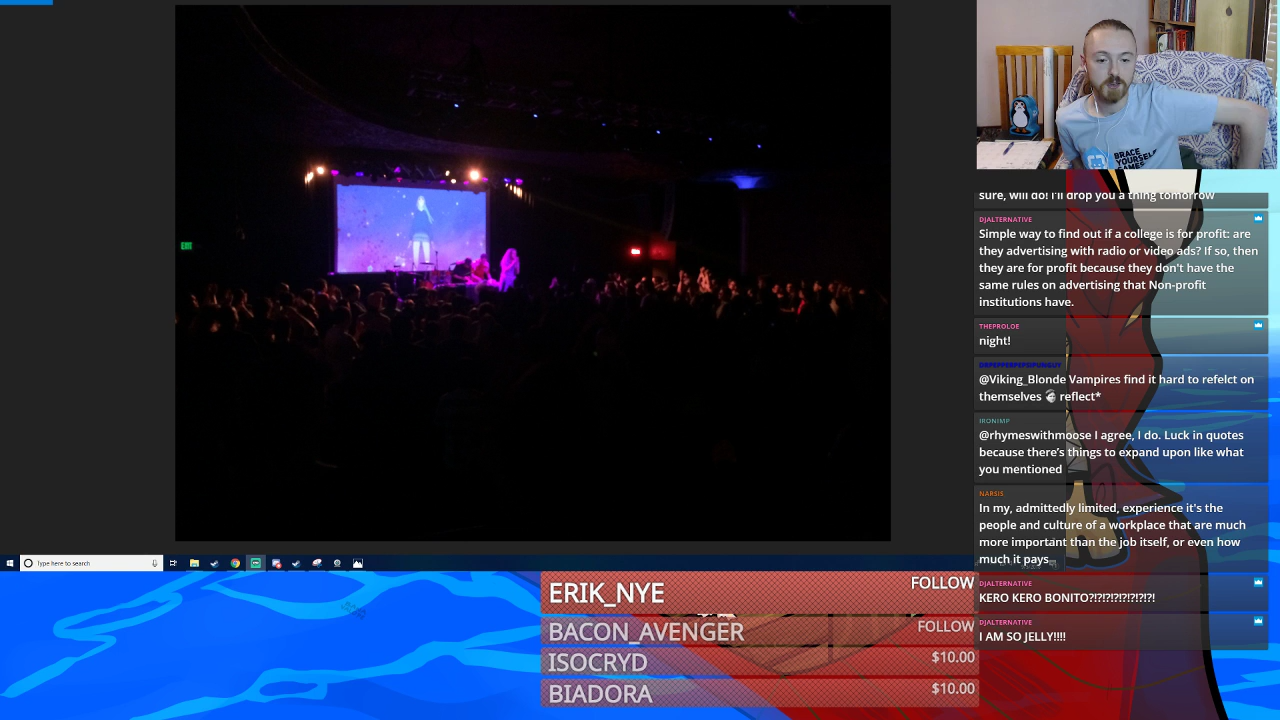 EXIT
BRACE
YOURSELF
GAMES
sure, will do! I'll drop you a thing tomorrow
DJALTERNATIVE
Simple way to find out if a college is for profit: are
they advertising with radio or video ads? If so, then
they are for profit because they don't have the
same rules on advertising that Non-profit
institutions have.
THEPROLOE
night!
@Viking_Blonde Vampires find it hard to refelct on
themselves reflect*
IRONIMP
@rhymeswithmoose I agree, I do. Luck in quotes
because there's things to expand upon like what
you mentioned
NARSIS
In my, admittedly limited, experience it's the
people and culture of a workplace that are much
more important than the job itself, or even how
much it pays
DJALTERNATIVE
KERO KERO BONITO?!?!?!?!?!?!?!
DJALTERNATIVE
I AM SO JELLY!!!!
Type here to search
ERIK_NYE FOLLOW
BACON_AVENGER FOLLOW
ISOCRYD $10.00
BIADORA $10.00